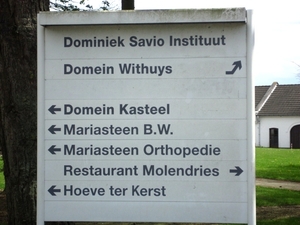 Dominiek Savio Instituut
Domein Withuys
Domein Kasteel
Mariasteen B.W.
Mariasteen Orthopedie
Restaurant Molendries
Hoeve ter Kerst